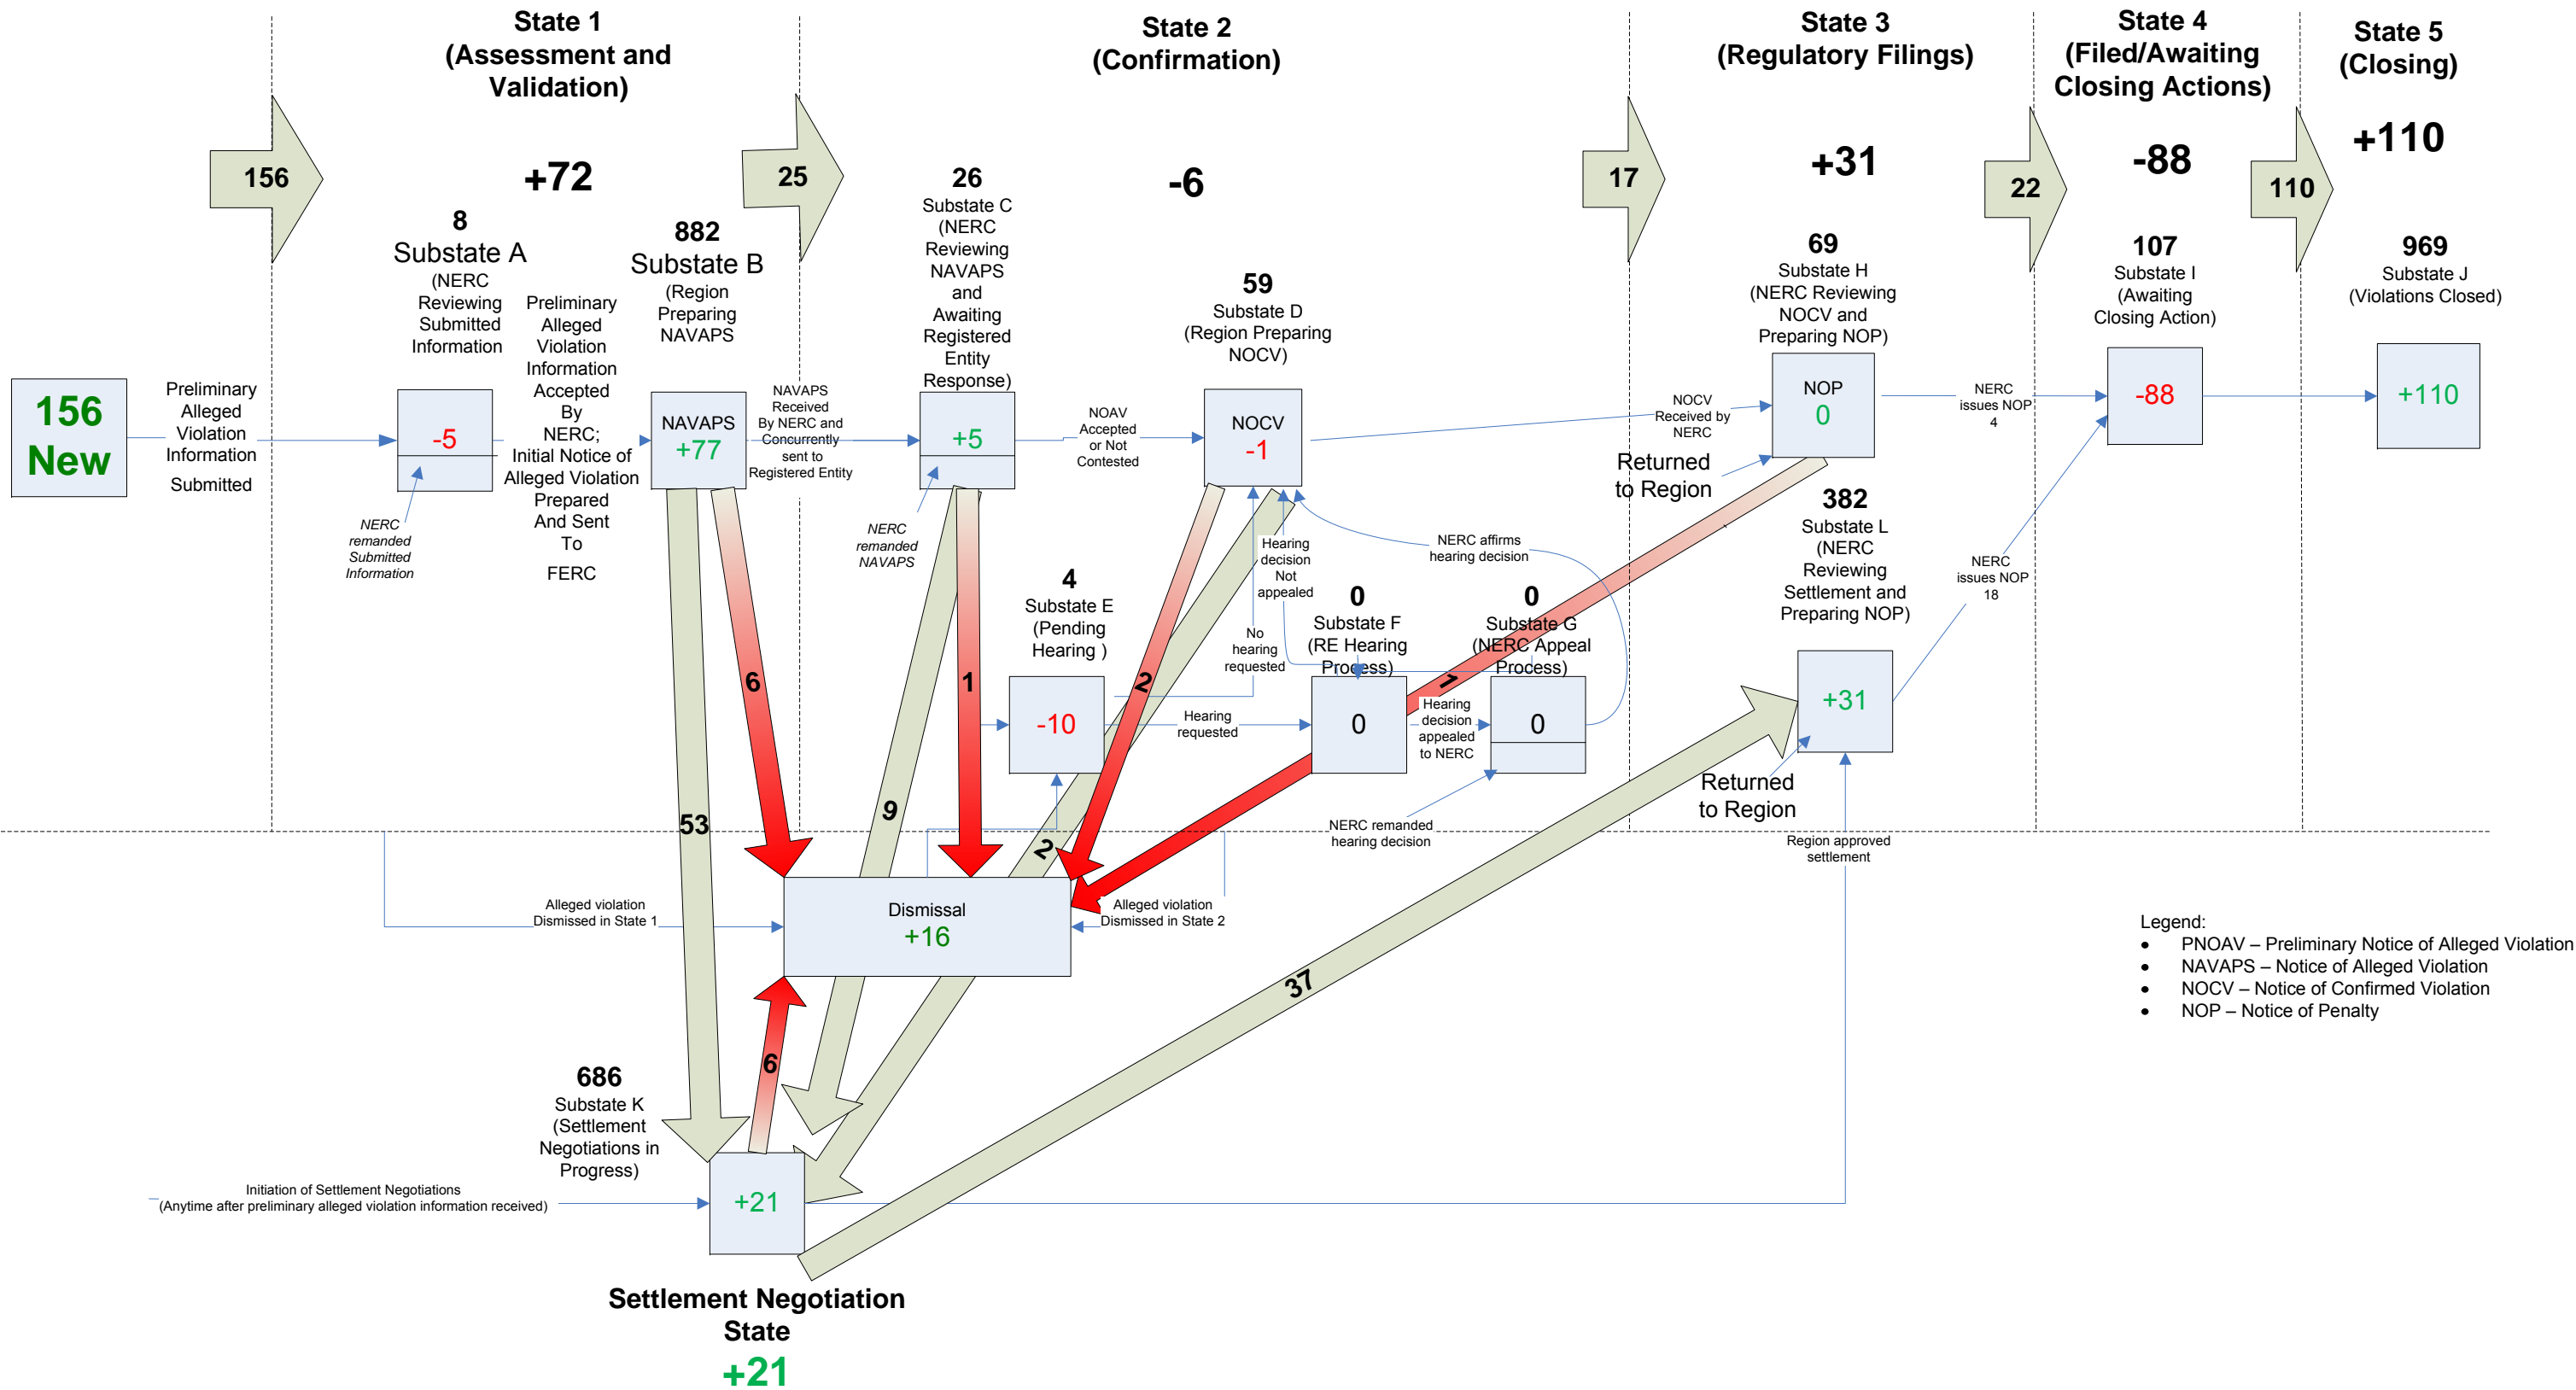 State 1
(Assessment and
Validation)
State 2
(Confirmation)
State 3
(Regulatory Filings)
State 4
(Filed/Awaiting
Closing Actions)
State 5
(Closing)
156
+72
25
-6
17
+31
22
-88
110
+110
8
Substate A
(NERC
Reviewing
Submitted
Information
882
Substate B
(Region
Preparing
NAVAPS
26
Substate C
(NERC
Reviewing
NAVAPS
and
Awaiting
Registered
Entity
Response)
59
Substate D
(Region Preparing
NOCV)
69
Substate H
(NERC Reviewing
NOCV and
Preparing NOP)
107
Substate I
(Awaiting
Closing Action)
969
Substate J
(Violations Closed)
156
New
Preliminary
Alleged
Violation
Information
Submitted
-5
NERC
remanded
Submitted
Information
Preliminary
Alleged
Violation
Information
Accepted
By
NERC;
Initial Notice of
Alleged Violation
Prepared
And Sent
To
FERC
NAVAPS
+77
NAVAPS
Received
By NERC and
Concurrently
sent to
Registered Entity
+5
NERC
remanded
NAVAPS
NOAV
Accepted
or Not
Contested
NOCV
-1
NOCV
Received by
NERC
Returned
to Region
NOP
0
NERC
issues NOP
4
-88
+110
Hearing
decision
Not
appealed
NERC affirms
hearing decision
382
Substate L
(NERC
Reviewing
Settlement and
Preparing NOP)
NERC
issues NOP
18
4
Substate E
(Pending
Hearing )
No
hearing
requested
0
Substate F
(RE Hearing
Process)
0
Substate G
(NERC Appeal
Process)
6
1
2
1
-10
Hearing
requested
0
Hearing
decision
appealed
to NERC
0
+31
Returned
to Region
53
9
2
NERC remanded
hearing decision
Region approved
settlement
Alleged violation
Dismissed in State 1
Dismissal
+16
Alleged violation
Dismissed in State 2
Legend:
• PNOAV – Preliminary Notice of Alleged Violation
• NAVAPS – Notice of Alleged Violation
• NOCV – Notice of Confirmed Violation
• NOP – Notice of Penalty
37
6
686
Substate K
(Settlement
Negotiations in
Progress)
Initiation of Settlement Negotiations
(Anytime after preliminary alleged violation information received)
+21
Settlement Negotiation
State
+21